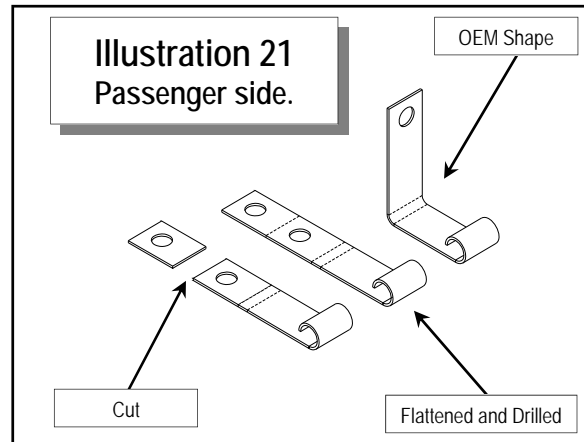 Illustration 21
Passenger side.
OEM Shape
Cut
Flattened and Drilled